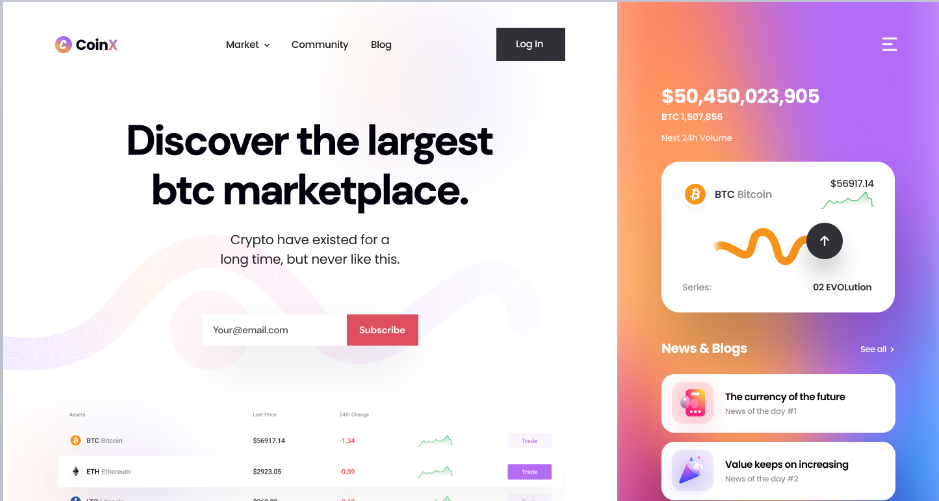 CoinX
Market
Community
Blog
Log In
Discover the largest
btc marketplace.
Crypto have existed for a
long time, but never like this.
Your@email.com
Subscribe
Assets
Last Price
24th Change
BTC Bitcoin
$56917.14
-1.34
Trade
ETH Ethereum
$2923.05
-0.39
Trade
$50,450,023,905
BTC 1,507,856
Next 24h Volume
BTC Bitcoin
$56917.14
Series:
02 EVOLution
News & Blogs
See all
The currency of the future
News of the day #1
Value keeps on increasing
News of the day #2